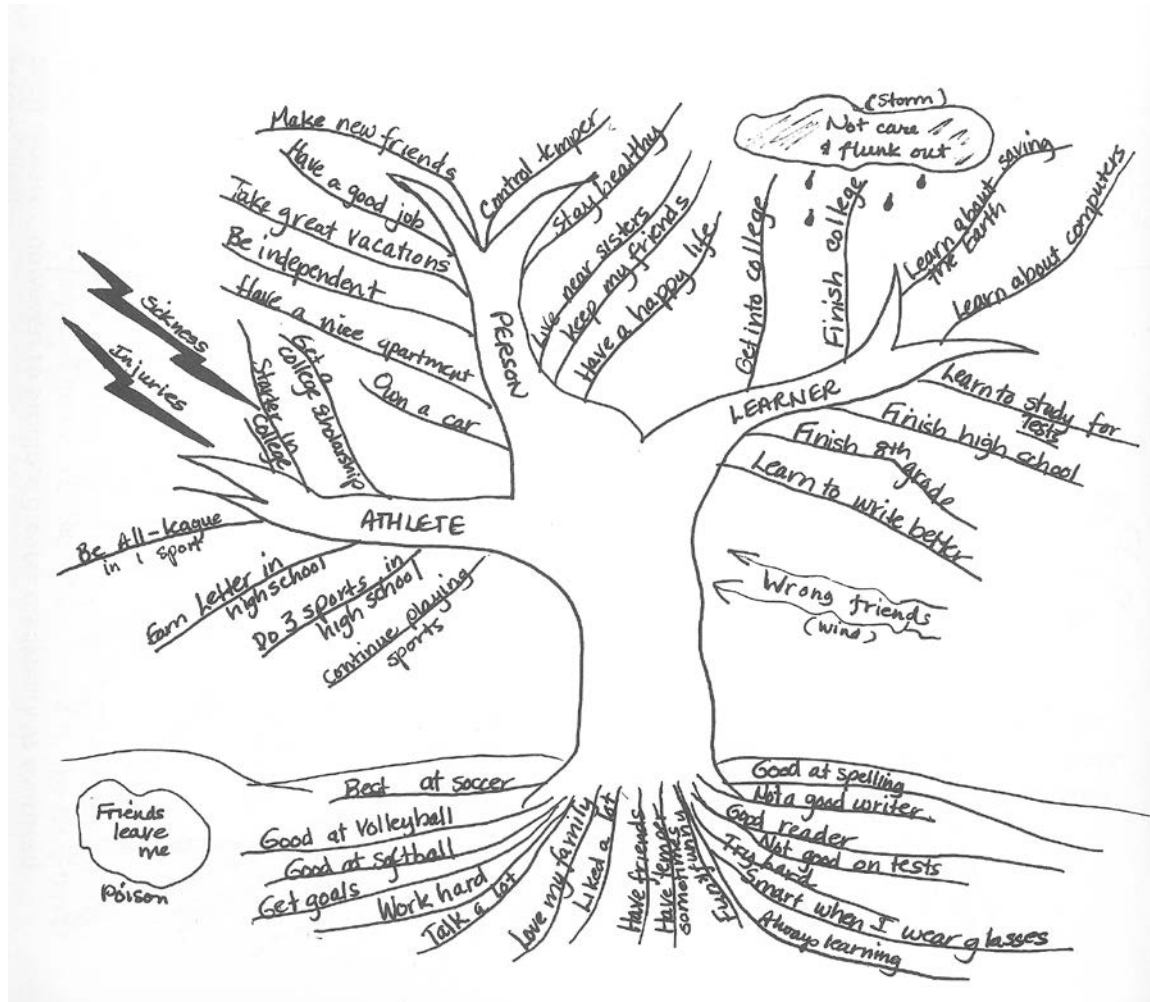 (Storm)
Not care
& flunk out
Make new friends
Have a good job
Take great vacations
Be independent
Have a nice apartment
Own a car
PERSON
Control temper
Stay healthy
Live near sisters
Keep my friends
Have a happy life
Get into college
Finish college
Learn about saving
the Earth
Learn about computers
LEARNER
Learn to study for
Tests
Finish high school
Finish 8th
grade
Learn to write better
Sickness
Injuries
Starter in
College
Get a
college scholarship
ATHLETE
Be All-league
in 1 sport
Earn Letter in
high school
Do 3 sports in
high school
Continue playing
sports
Wrong friends
(wind)
Friends
leave
me
Poison
Best at soccer
Good at volleyball
Good at softball
Get goals
Work hard
Talk a lot
Love my family
Liked a lot
Have friends
Have temper
sometimes
Fun & funny
Good at spelling
Not a good writer
Good reader
Not good on tests
Try hard
Smart when I wear glasses
Always learning